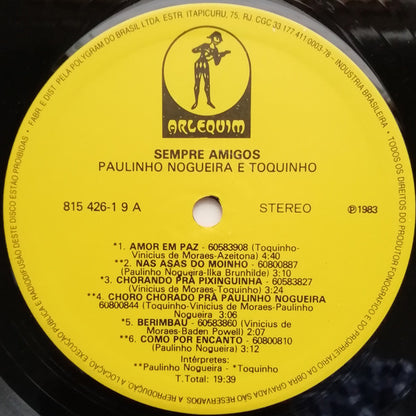 FABR. E DIST. PELA POLYGRAM DO BRASIL LTDA. ESTR. ITAPICURU, 75. RJ CGC 33.177.411.0003-78 - INDÚSTRIA BRASILEIRA - TODOS OS DIREITOS DO PRODUTOR FONOGRÁFICO E DO PROPRIETÁRIO DA OBRA GRAVADA SÃO RESERVADOS. A REPRODUÇÃO, A LOCAÇÃO, EXECUÇÃO PÚBLICA E RADIODIFUSÃO DESTE DISCO ESTÃO PROIBIDAS •
ARLEQUIM
SEMPRE AMIGOS
PAULINHO NOGUEIRA E TOQUINHO
815 426-1 9 A
STEREO
℗1983
*1. AMOR EM PAZ - 60583908 (Toquinho-
Vinicius de Moraes-Azeitona) 4:40
**2. NAS ASAS DO MOINHO - 60800887
(Paulinho Nogueira-Ilka Brunhilde) 3:10
*3. CHORANDO PRÁ PIXINGUINHA - 60583827
(Vinicius de Moraes-Toquinho) 3:24
**4. CHORO CHORADO PRÁ PAULINHO NOGUEIRA
60800844 (Toquinho-Vinicius de Moraes-Paulinho
Nogueira 3:06
*5. BERIMBAU - 60583860 (Vinicius de
Moraes-Baden Powell) 2:07
**6. COMO POR ENCANTO - 60800810
(Paulinho Nogueira) 3:12
Intérpretes:
**Paulinho Nogueira - *Toquinho
T.Total: 19:39